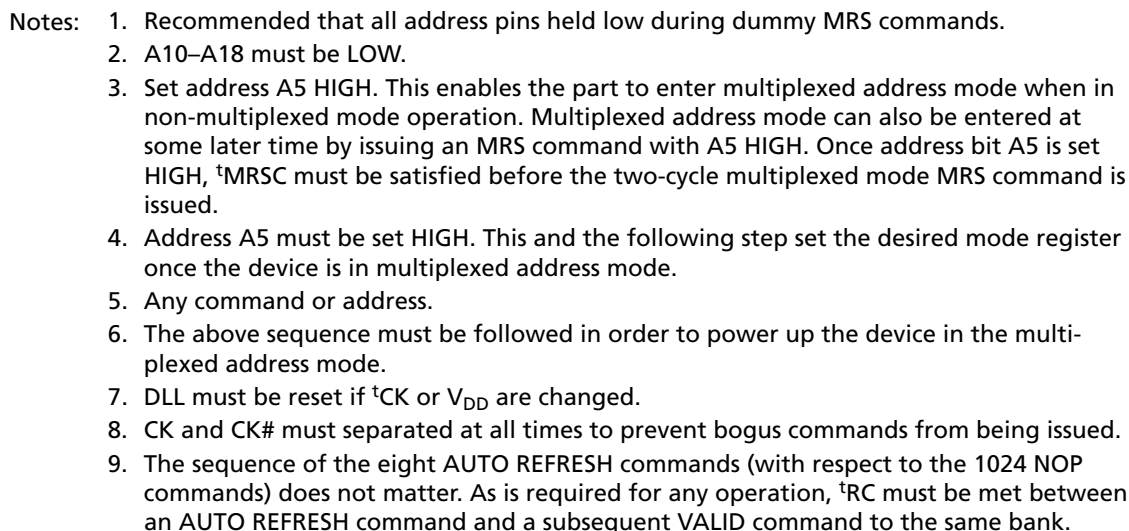 Notes: 1. Recommended that all address pins held low during dummy MRS commands.
2. A10–A18 must be LOW.
3. Set address A5 HIGH. This enables the part to enter multiplexed address mode when in
non-multiplexed mode operation. Multiplexed address mode can also be entered at
some later time by issuing an MRS command with A5 HIGH. Once address bit A5 is set
HIGH, tMRSC must be satisfied before the two-cycle multiplexed mode MRS command is
issued.
4. Address A5 must be set HIGH. This and the following step set the desired mode register
once the device is in multiplexed address mode.
5. Any command or address.
6. The above sequence must be followed in order to power up the device in the multi-
plexed address mode.
7. DLL must be reset if tCK or VDD are changed.
8. CK and CK# must separated at all times to prevent bogus commands from being issued.
9. The sequence of the eight AUTO REFRESH commands (with respect to the 1024 NOP
commands) does not matter. As is required for any operation, tRC must be met between
an AUTO REFRESH command and a subsequent VALID command to the same bank.